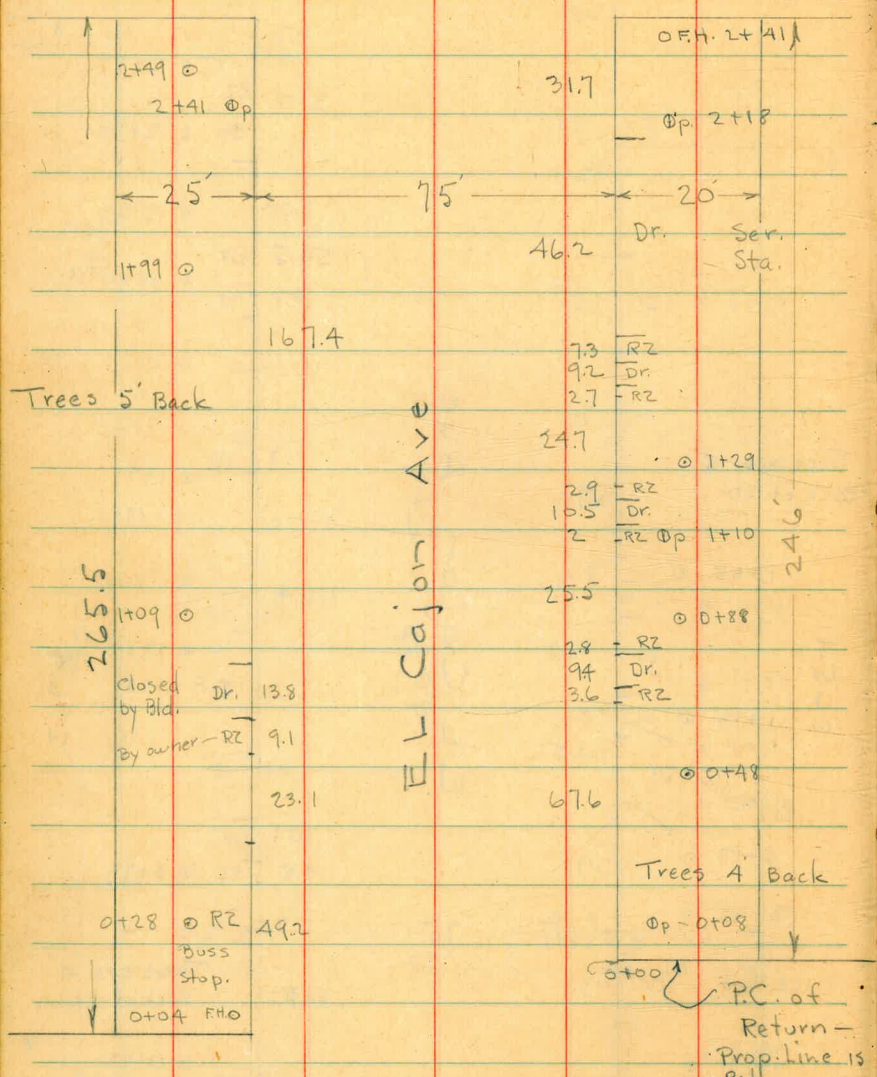 O F.H. 2+41
2+49 ⊙
31.7
2+41 Φp
Φp. 2+18
25'
75'
20'
Dr.
Ser.
Sta.
46.2
1+99 ⊙
167.4
7.3 RZ
9.2 Dr.
2.7 RZ
Trees 5' Back
24.7
⊙ 1+29
2.9 RZ
10.5 Dr.
2 RZ Φp 1+10
246'
EL Cajon Ave
265.5
25.5
1+09 ⊙
⊙ 0+88
2.8 RZ
9.4 Dr.
3.6 RZ
Closed
by Bld.
Dr. 13.8
By owner - RZ 9.1
⊙ 0+48
23.1
67.6
Trees 4' Back
0+28 ⊙ RZ 49.2
Φp - 0+08
Buss
Stop.
0+00
0+04 F.H.O
P.C. of
Return -
Prop. Line is